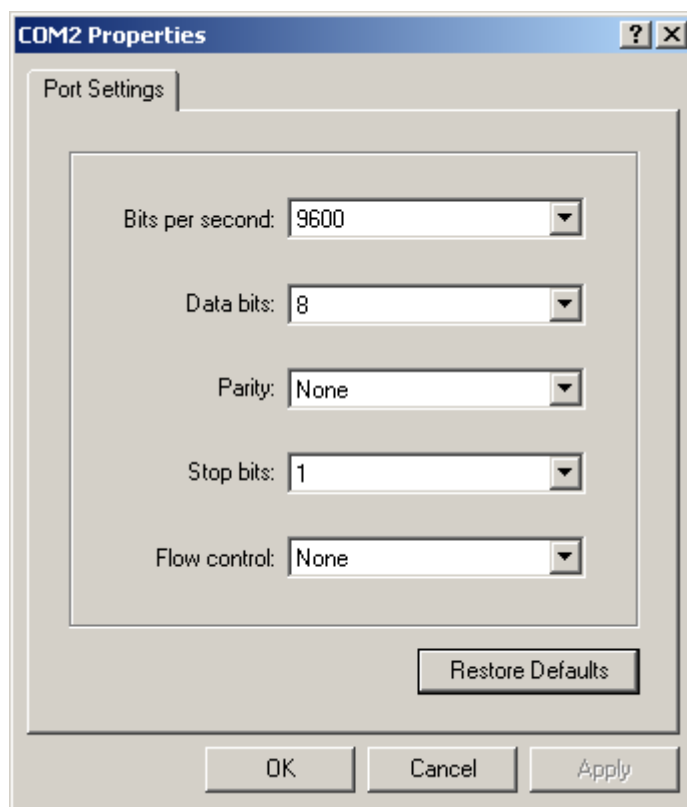 COM2 Properties
Port Settings
Bits per second: 9600
Data bits: 8
Parity: None
Stop bits: 1
Flow control: None
Restore Defaults
OK Cancel Apply